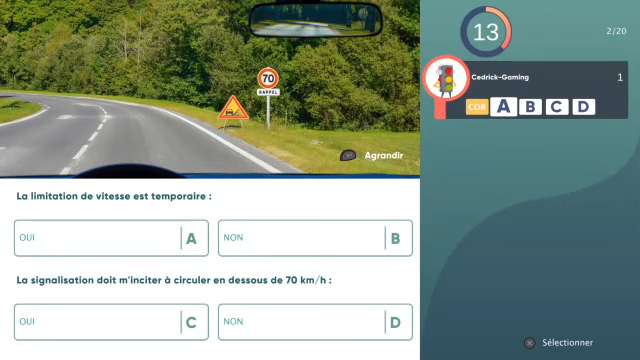 70
RAPPEL
Agrandir
La limitation de vitesse est temporaire :
OUI A
NON B
La signalisation doit m'inciter à circuler en dessous de 70 km/h :
OUI C
NON D
13
2/20
Cedrick-Gaming 1
COR A B C D
Sélectionner